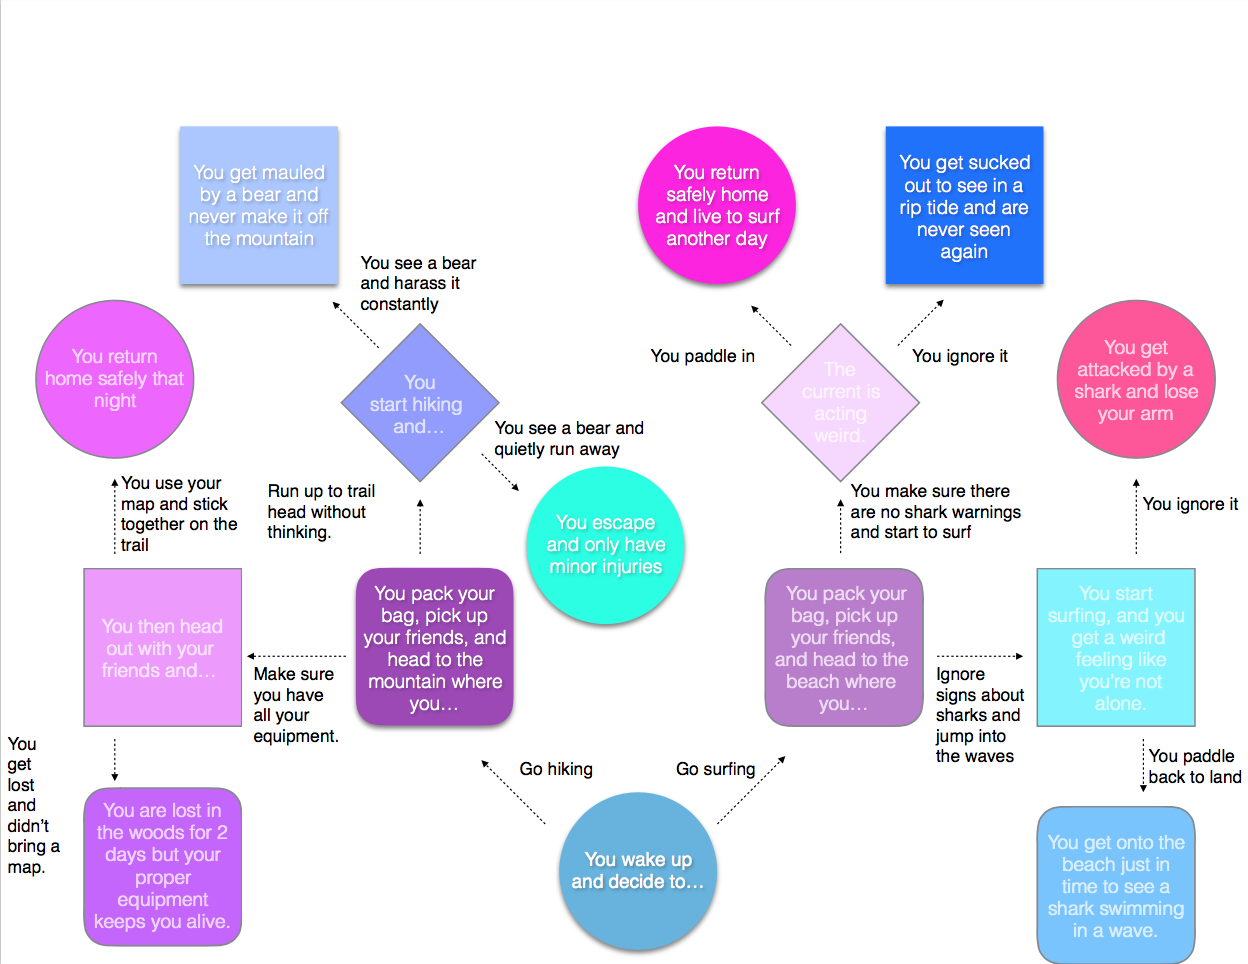 You get mauled
by a bear and
never make it off
the mountain
You return
safely home
and live to surf
another day
You get sucked
out to see in a
rip tide and are
never seen
again
You see a bear
and harass it
constantly
You return
home safely that
night
You
start hiking
and...
You paddle in
The
current is
acting
weird.
You ignore it
You get
attacked by a
shark and lose
your arm
You see a bear and
quietly run away
You use your
map and stick
together on the
trail
Run up to trail
head without
thinking.
You escape
and only have
minor injuries
You make sure there
are no shark warnings
and start to surf
You ignore it
You then head
out with your
friends and...
Make sure
you have
all your
equipment.
You pack your
bag, pick up
your friends, and
head to the
mountain where
you...
You pack your
bag, pick up
your friends,
and head to the
beach where
you...
Ignore
signs about
sharks and
jump into
the waves
You start
surfing, and you
get a weird
feeling like
you're not
alone.
You
get
lost
and
didn't
bring a
map.
You are lost in
the woods for 2
days but your
proper
equipment
keeps you alive.
Go hiking
Go surfing
You wake up
and decide to...
You paddle
back to land
You get onto the
beach just in
time to see a
shark swimming
in a wave.